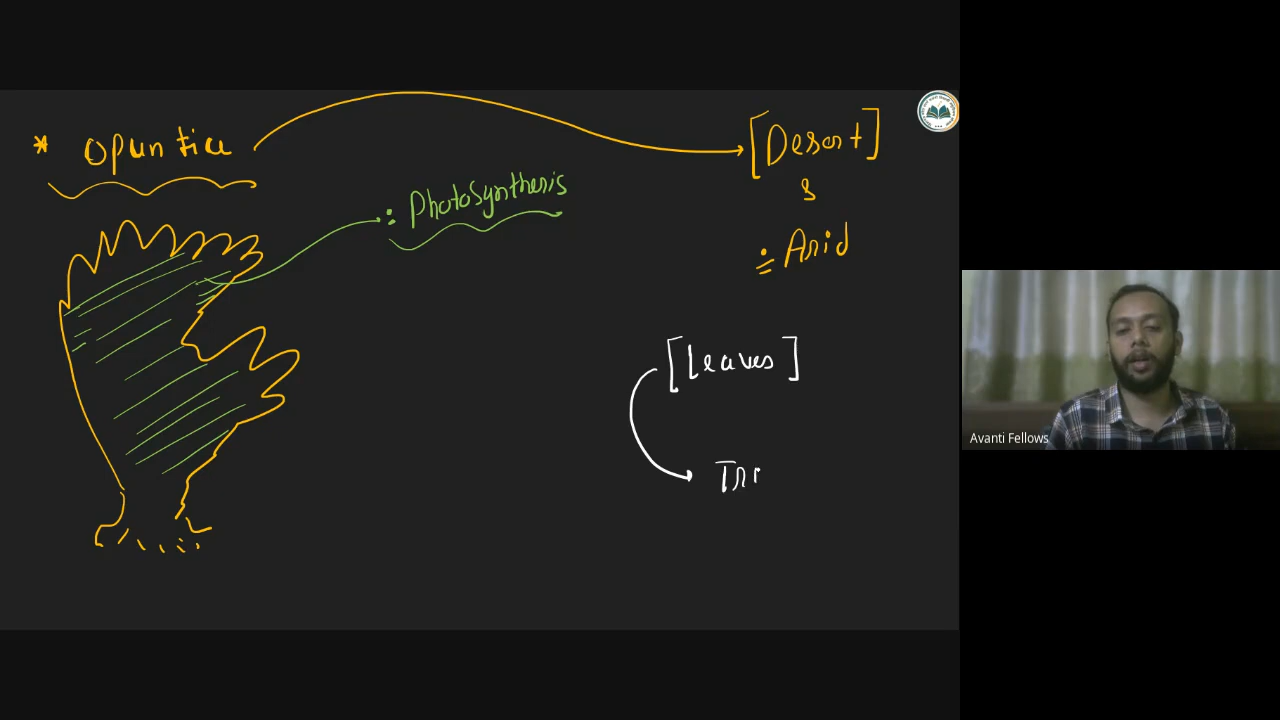 * Opuntia
[Desert]
&
: Arid
: Photosynthesis
[Leaves]
Avanti Fellows